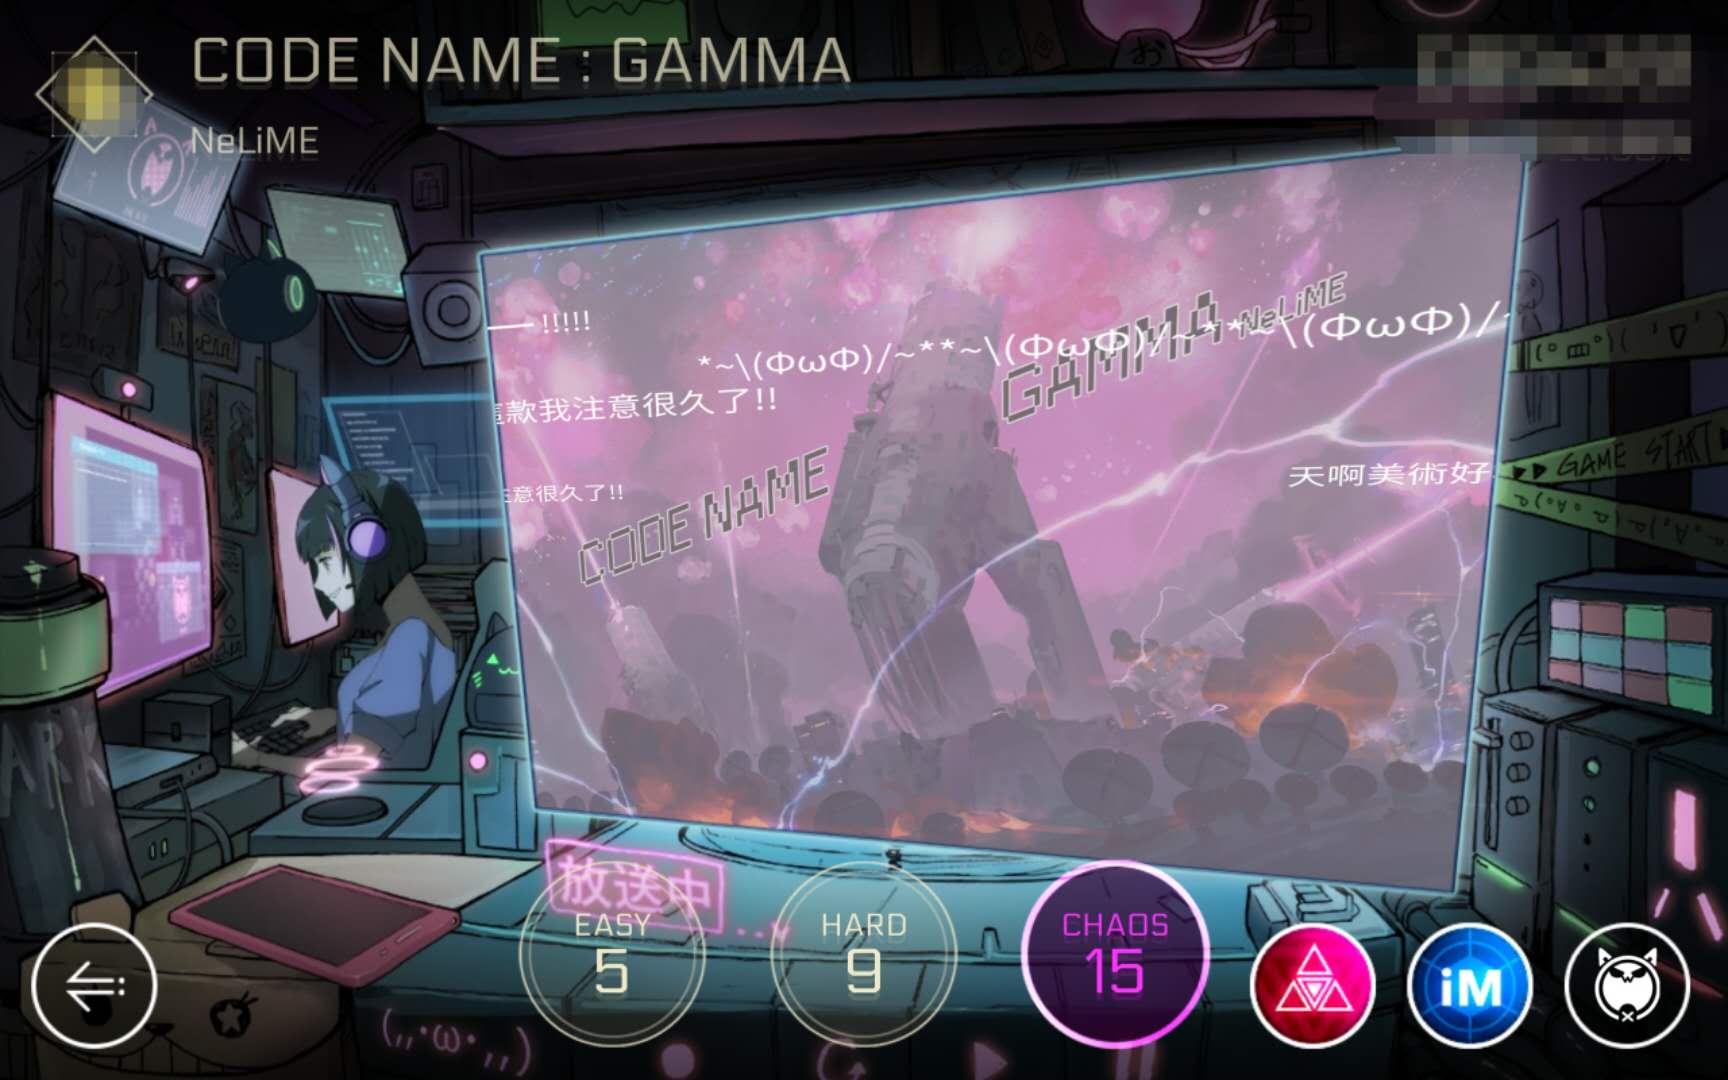 CODE NAME : GAMMA
NeLiME
!!!!!
*~\(ΦωΦ)/~**~\(ΦωΦ)/~**~\(ΦωΦ)/
款我注意很久了!!
意很久了!!
天啊美術好
CODE NAME
GAMMA
NeLiME
GAME START
放送中
EASY
5
HARD
9
CHAOS
15
iM
(,,·ω·,,)